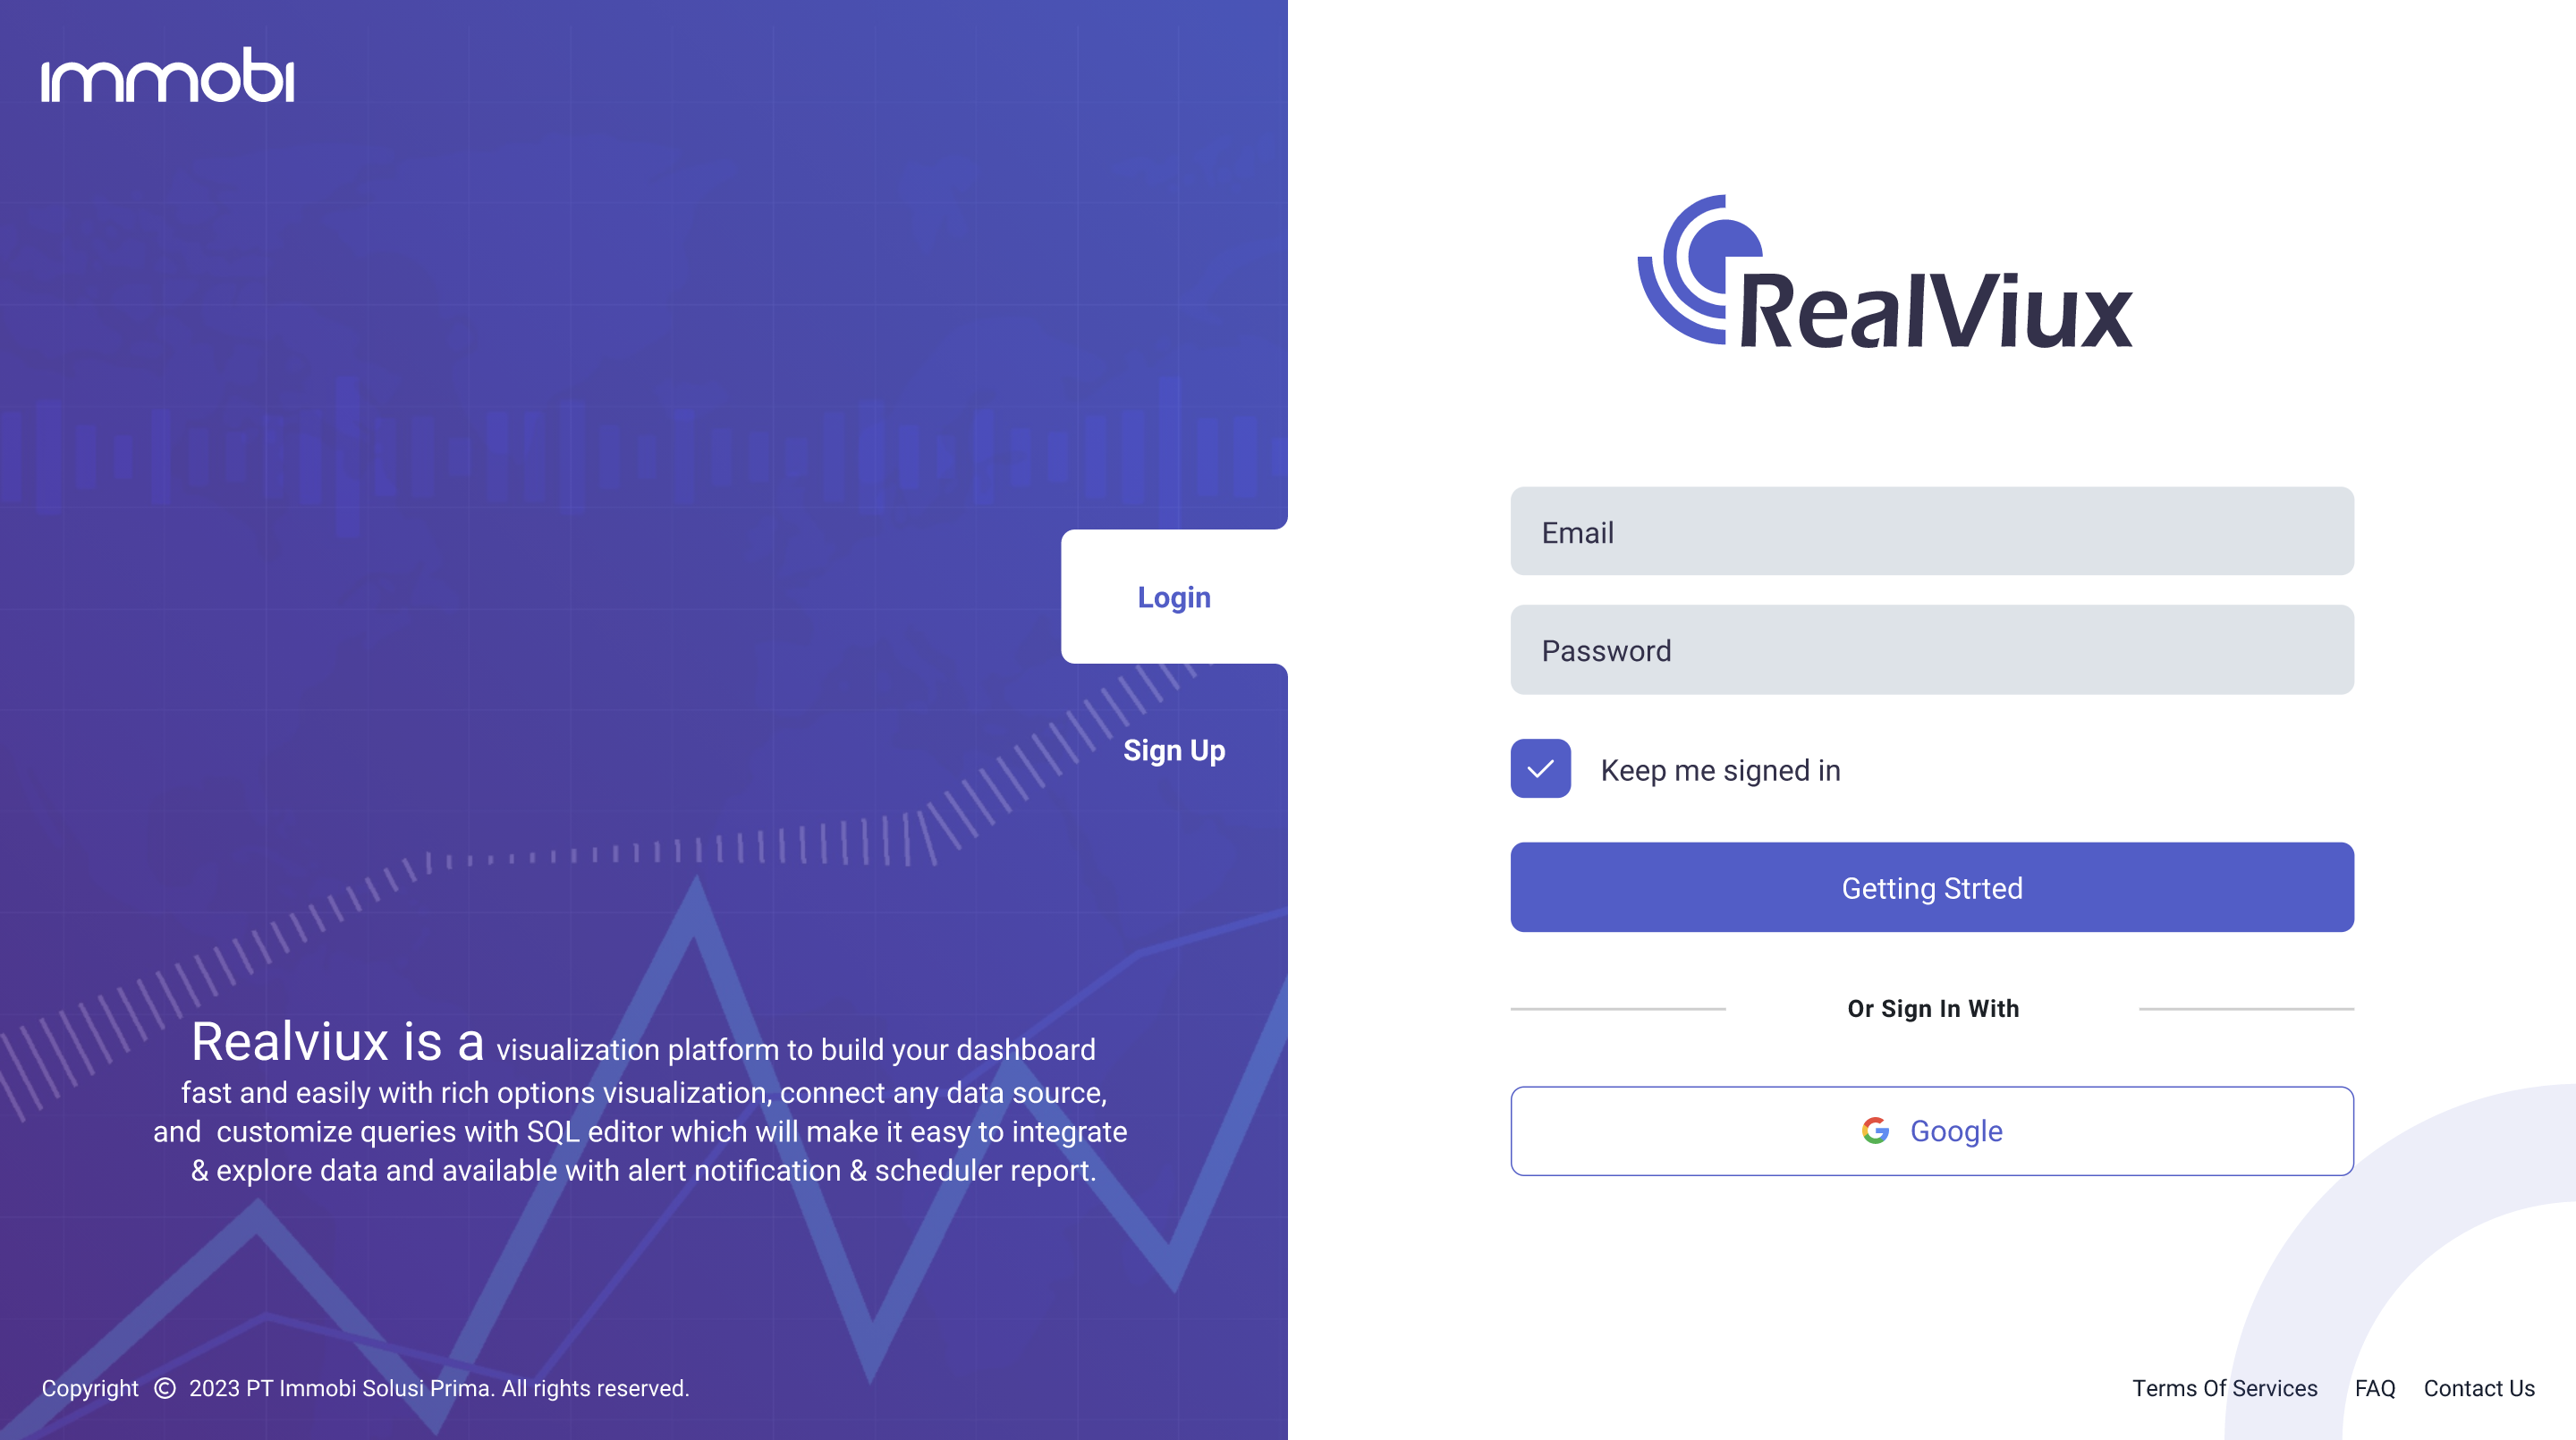 immobi
Login
Sign Up
Realviux is a visualization platform to build your dashboard
fast and easily with rich options visualization, connect any data source,
and  customize queries with SQL editor which will make it easy to integrate
& explore data and available with alert notification & scheduler report.
Copyright © 2023 PT Immobi Solusi Prima. All rights reserved.
RealViux
Email
Password
Keep me signed in
Getting Strted
Or Sign In With
Google
Terms Of Services FAQ Contact Us